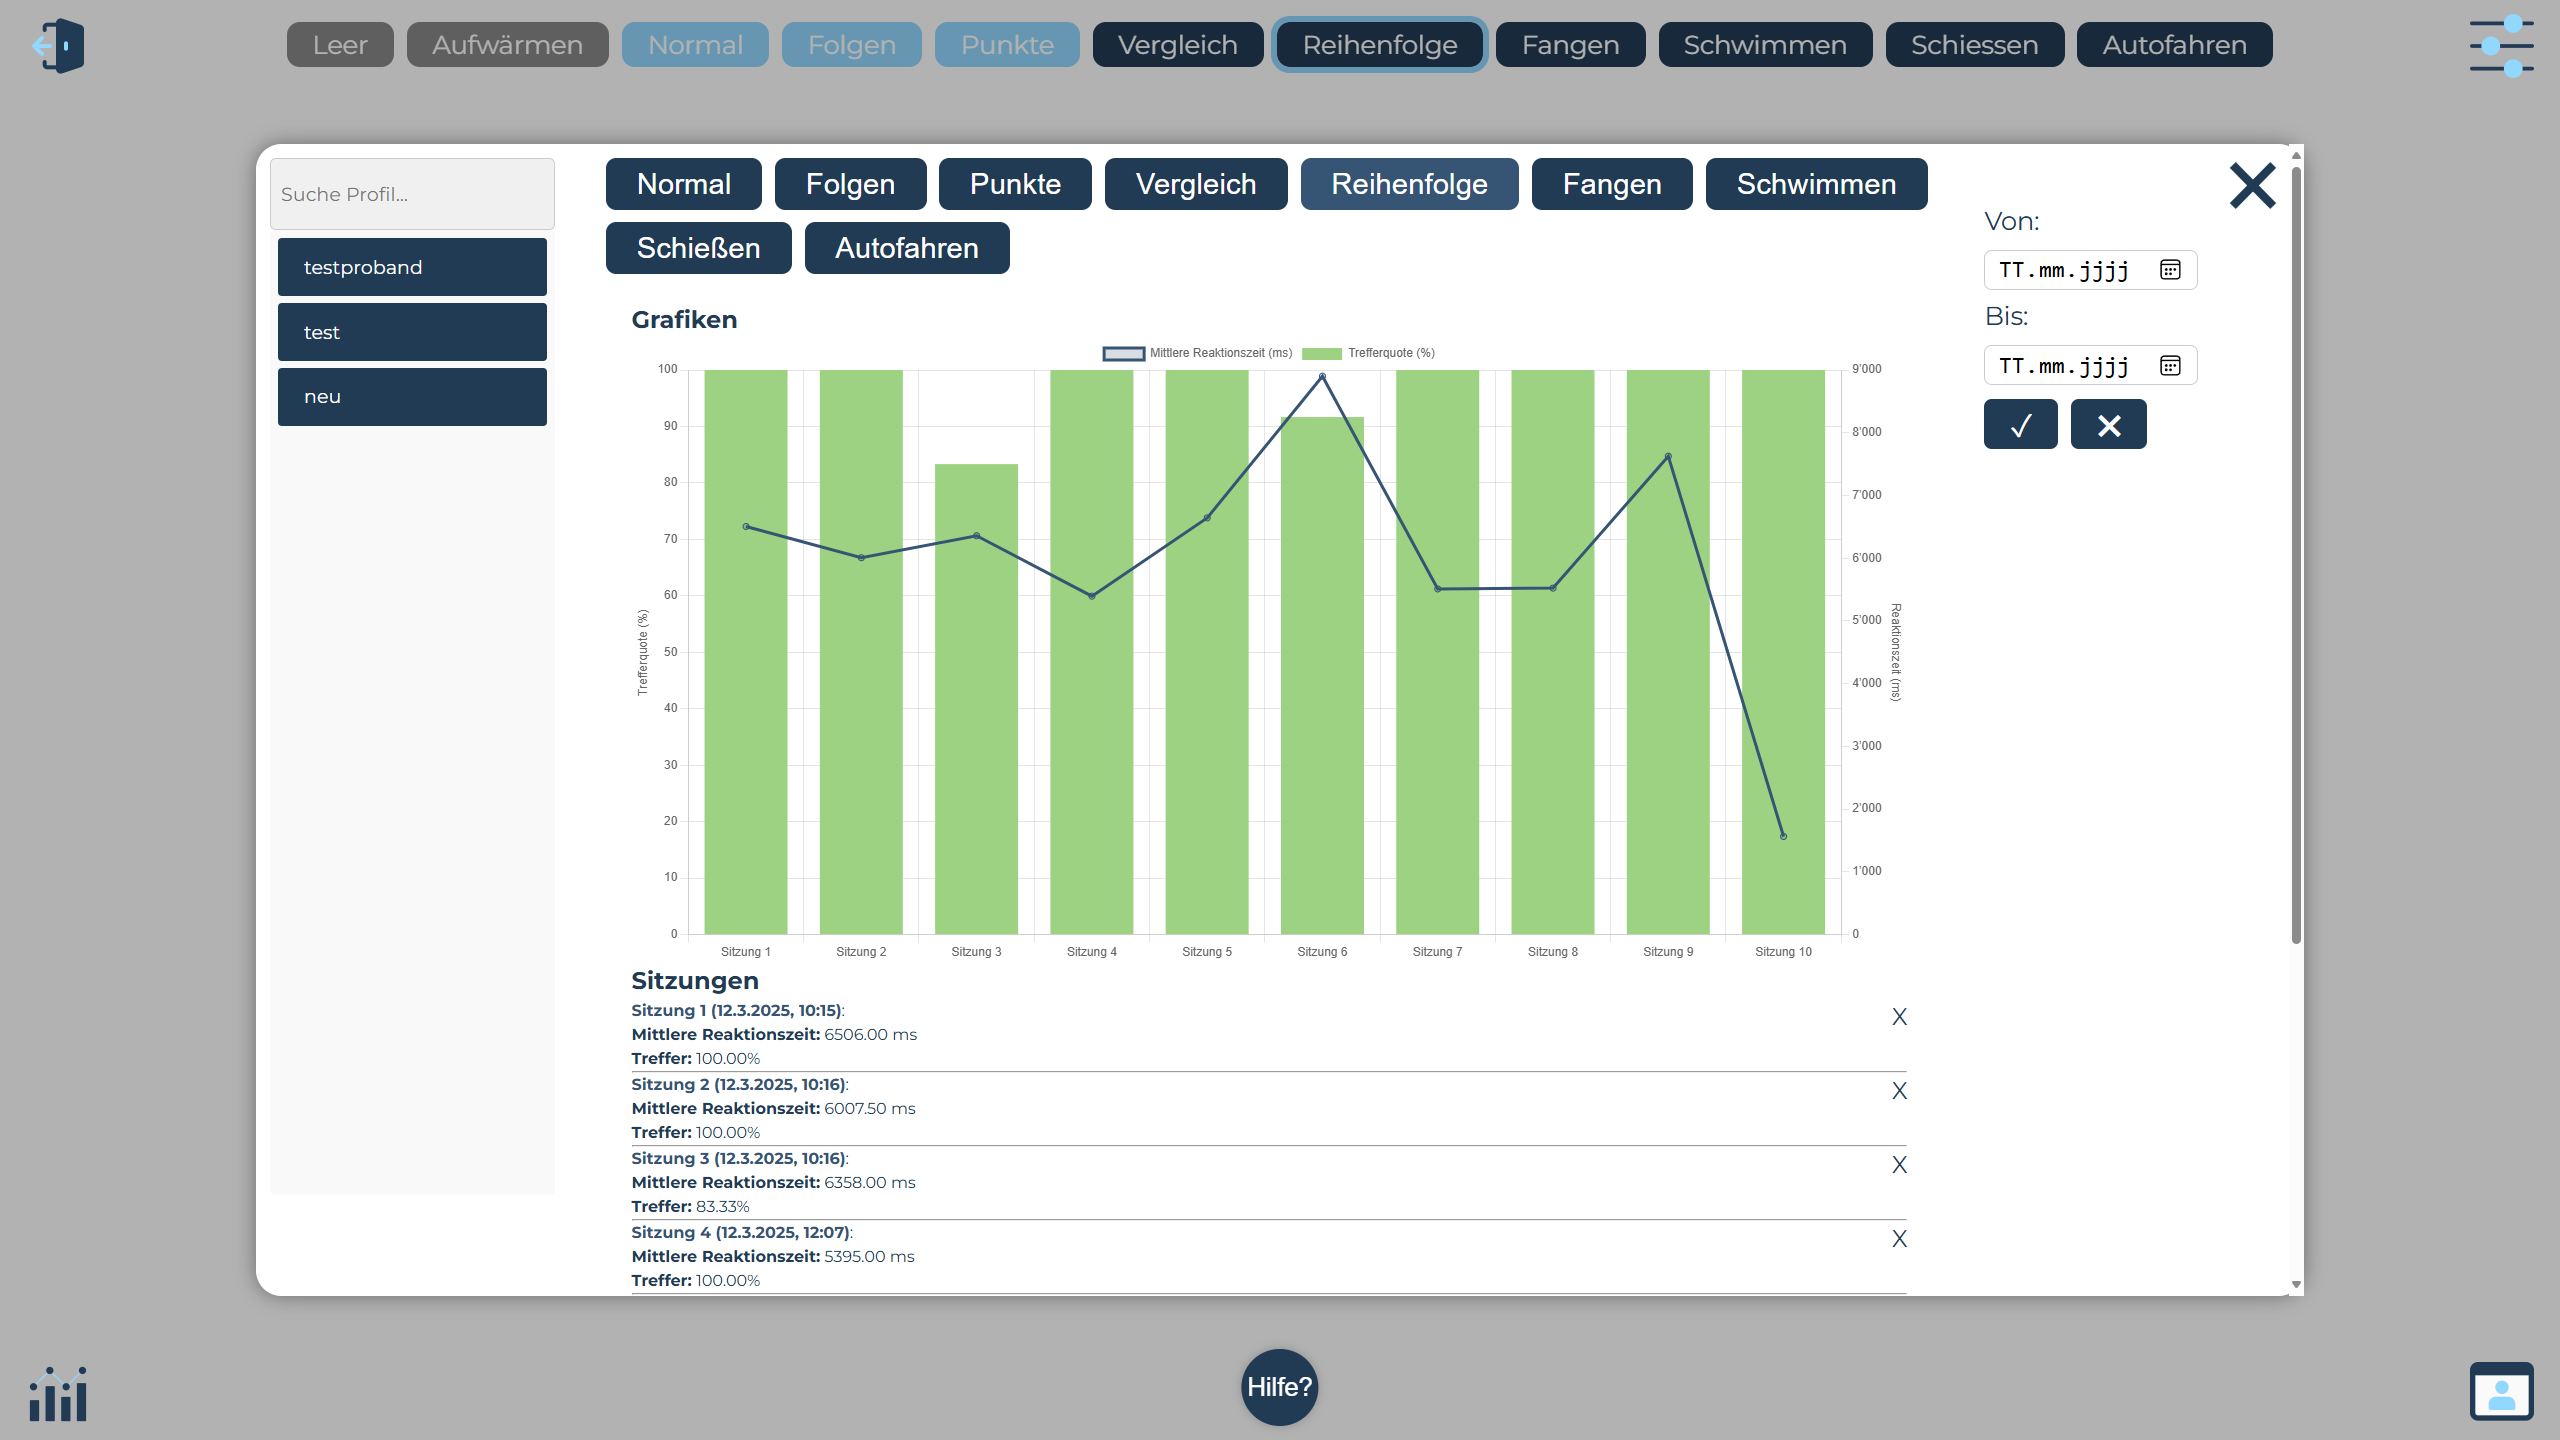 Leer Aufwärmen Normal Folgen Punkte Vergleich Reihenfolge Fangen Schwimmen Schiessen Autofahren
Suche Profil...
testproband
test
neu
Normal Folgen Punkte Vergleich Reihenfolge Fangen Schwimmen
Schießen Autofahren
Von:
TT.mm.jjjj
Bis:
TT.mm.jjjj
✓ ✕
Grafiken
Mittlere Reaktionszeit (ms) Trefferquote (%)
Trefferquote (%)
100
90
80
70
60
50
40
30
20
10
0
9'000
8'000
7'000
6'000
5'000
4'000
3'000
2'000
1'000
0
Reaktionszeit (ms)
Sitzung 1 Sitzung 2 Sitzung 3 Sitzung 4 Sitzung 5 Sitzung 6 Sitzung 7 Sitzung 8 Sitzung 9 Sitzung 10
Sitzungen
Sitzung 1 (12.3.2025, 10:15): X
Mittlere Reaktionszeit: 6506.00 ms
Treffer: 100.00%
Sitzung 2 (12.3.2025, 10:16): X
Mittlere Reaktionszeit: 6007.50 ms
Treffer: 100.00%
Sitzung 3 (12.3.2025, 10:16): X
Mittlere Reaktionszeit: 6358.00 ms
Treffer: 83.33%
Sitzung 4 (12.3.2025, 12:07): X
Mittlere Reaktionszeit: 5395.00 ms
Treffer: 100.00%
Hilfe?